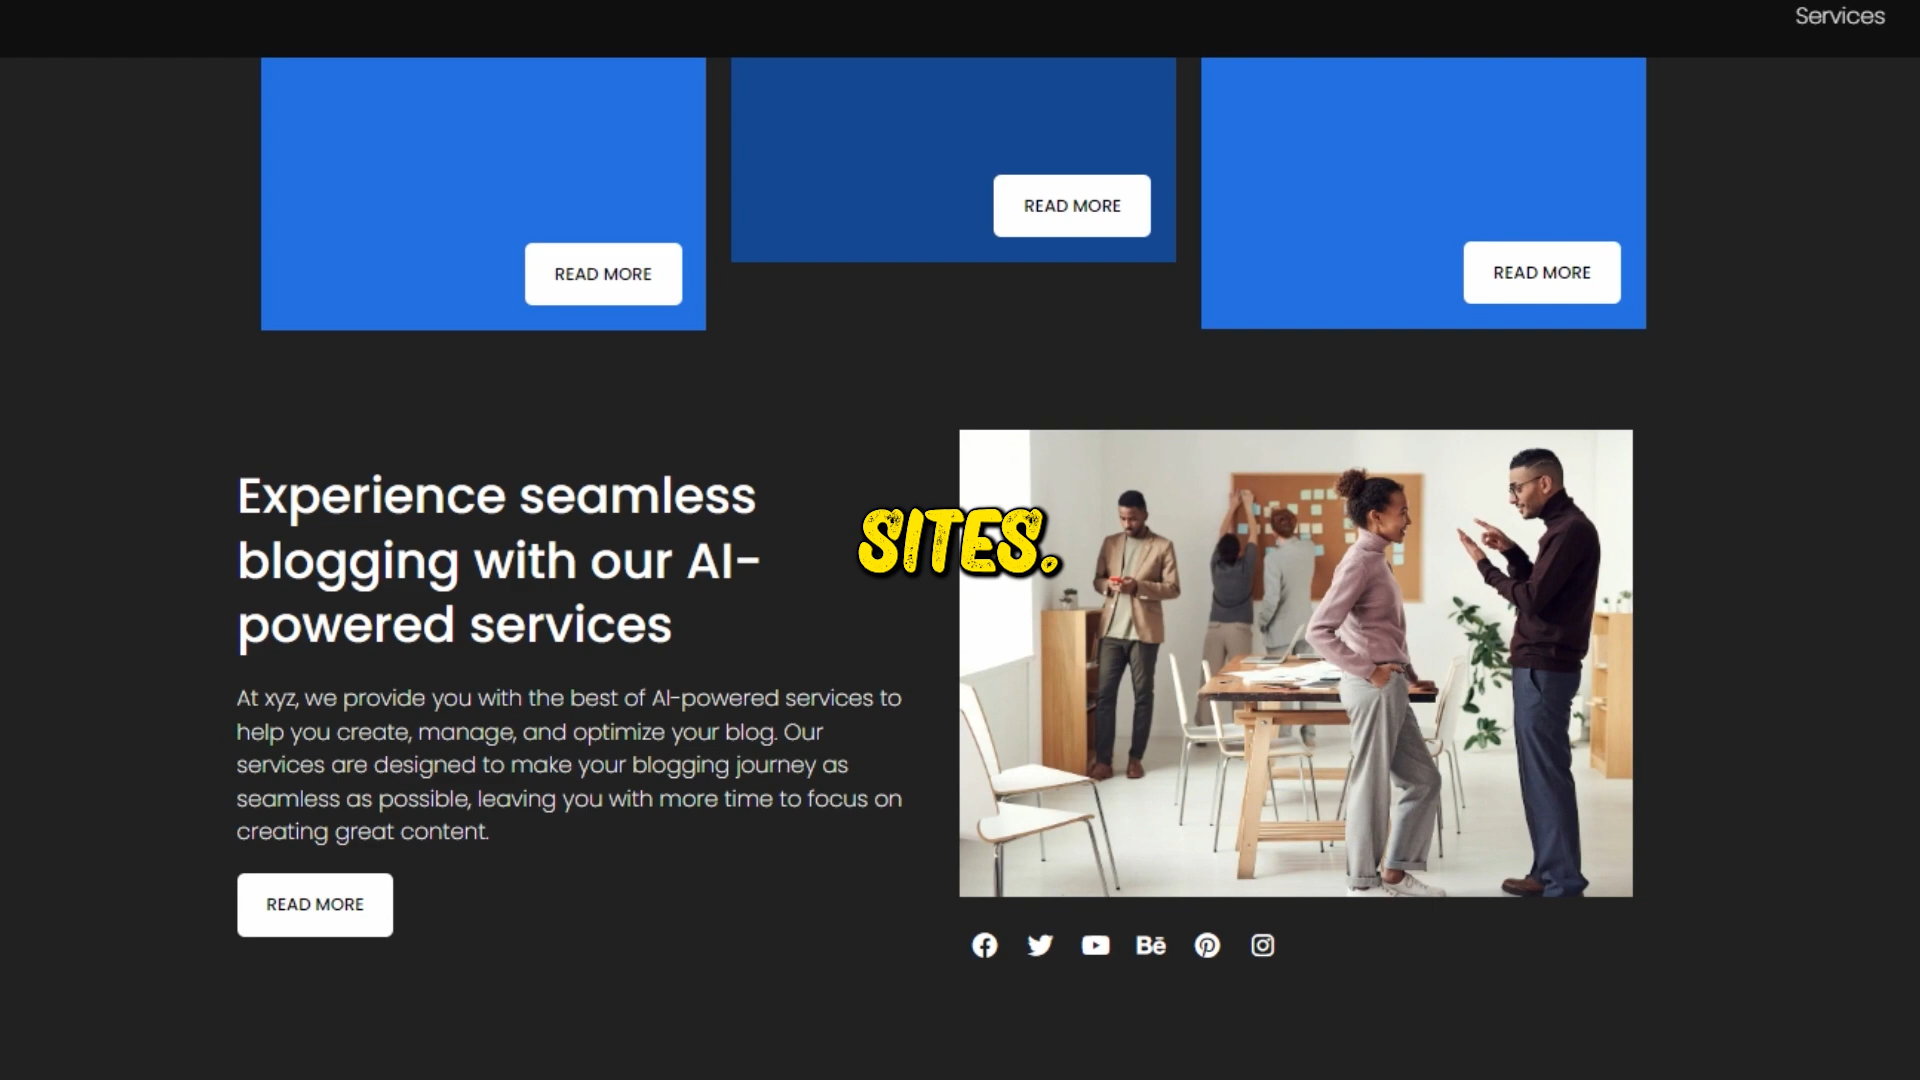 Services
READ MORE
READ MORE
READ MORE
Experience seamless
blogging with our AI-
powered services
SITES.
At xyz, we provide you with the best of AI-powered services to
help you create, manage, and optimize your blog. Our
services are designed to make your blogging journey as
seamless as possible, leaving you with more time to focus on
creating great content.
READ MORE
Bē